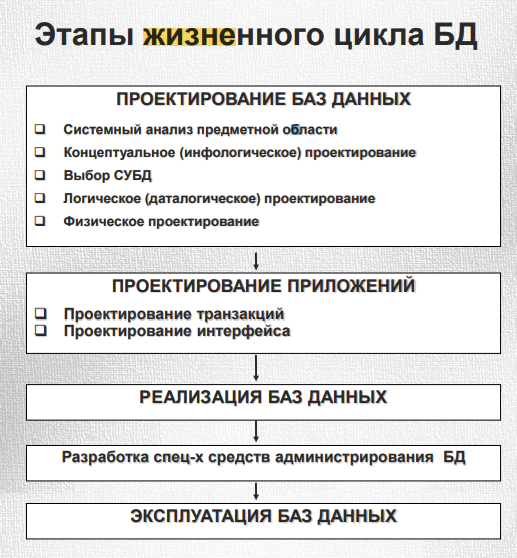 Этапы жизненного цикла БД
ПРОЕКТИРОВАНИЕ БАЗ ДАННЫХ
❑ Системный анализ предметной области
❑ Концептуальное (инфологическое) проектирование
❑ Выбор СУБД
❑ Логическое (даталогическое) проектирование
❑ Физическое проектирование
ПРОЕКТИРОВАНИЕ ПРИЛОЖЕНИЙ
❑ Проектирование транзакций
❑ Проектирование интерфейса
РЕАЛИЗАЦИЯ БАЗ ДАННЫХ
Разработка спец-х средств администрирования БД
ЭКСПЛУАТАЦИЯ БАЗ ДАННЫХ